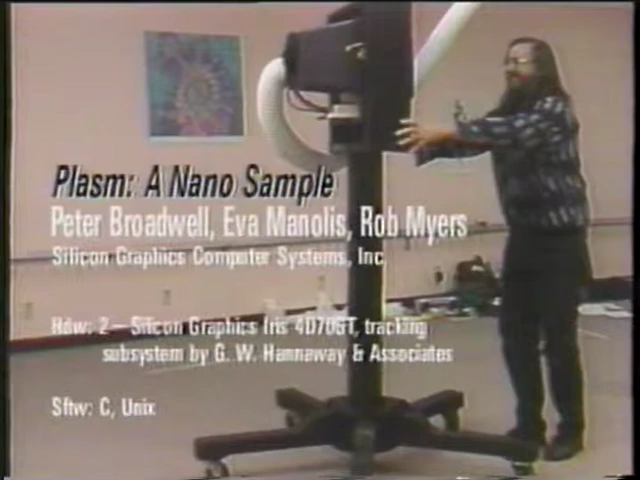 Plasm: A Nano Sample
Peter Broadwell, Eva Manolis, Rob Myers
Silicon Graphics Computer Systems, Inc
Hdw: 2 – Silicon Graphics Iris 4D70GT, tracking
subsystem by G. W. Hannaway & Associates
Sftw: C, Unix